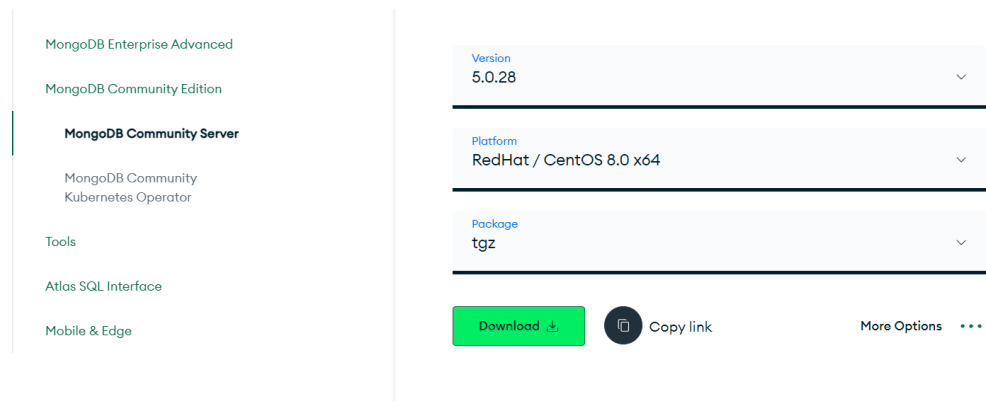 MongoDB Enterprise Advanced
MongoDB Community Edition
MongoDB Community Server
MongoDB Community
Kubernetes Operator
Tools
Atlas SQL Interface
Mobile & Edge
Version
5.0.28
Platform
RedHat / CentOS 8.0 x64
Package
tgz
Download
Copy link
More Options